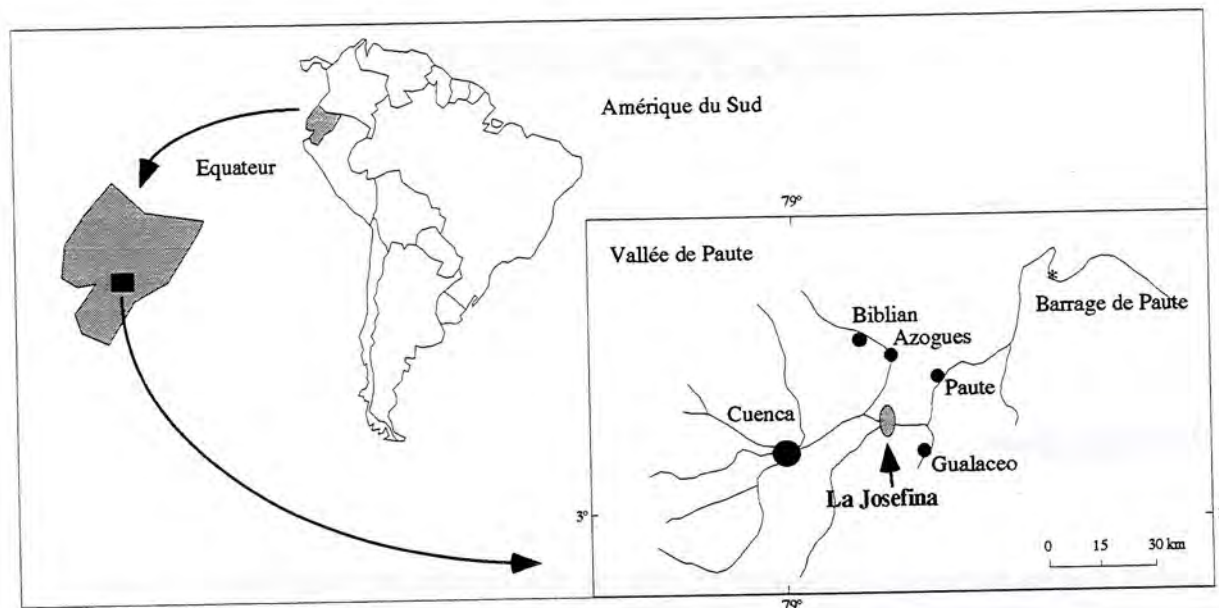 Amérique du Sud
Equateur
79°
Vallée de Paute
*
Barrage de Paute
Biblian
Azogues
Paute
Cuenca
Gualaceo
La Josefina
3°
0 15 30 km
79°